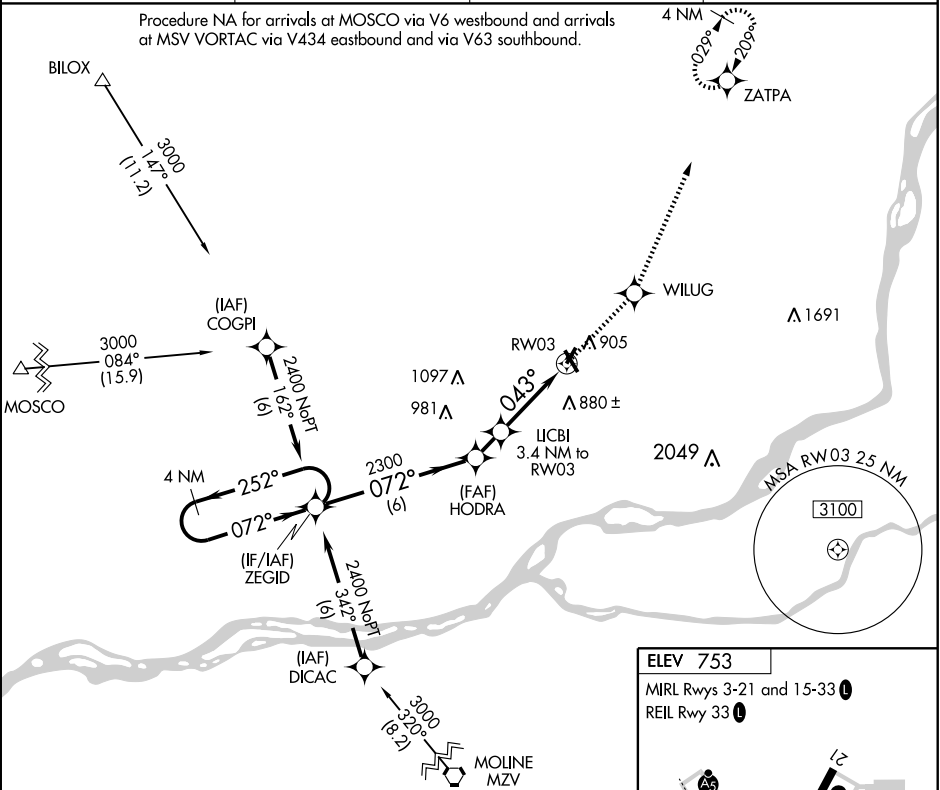 Procedure NA for arrivals at MOSCO via V6 westbound and arrivals
at MSV VORTAC via V434 eastbound and via V63 southbound.
4 NM
029°
209°
ZATPA
BILOX
3000
147°
(11.2)
WILUG
1691
(IAF)
COGPI
3000
084°
(15.9)
MOSCO
2400 NoPT
162°
(6)
RW03
905
1097
981
043°
880 ±
LICBI
3.4 NM to
RW03
2049
4 NM
252°
072°
2300
072°
(6)
(FAF)
HODRA
(IF/IAF)
ZEGID
MSA RW03 25 NM
3100
2400 NoPT
342°
(6)
(IAF)
DICAC
3000
320°
(8.2)
MOLINE
MZV
ELEV 753
MIRL Rwys 3-21 and 15-33 L
REIL Rwy 33 L
A5
21